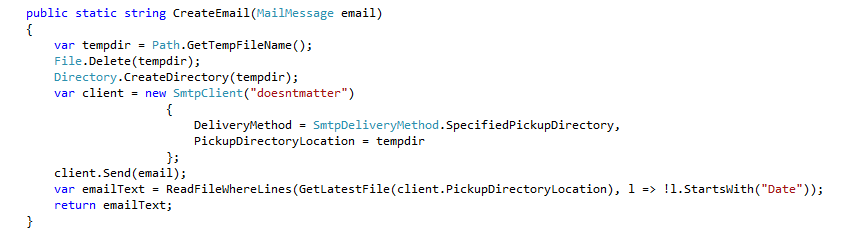 public static string CreateEmail(MailMessage email)
{
    var tempdir = Path.GetTempFileName();
    File.Delete(tempdir);
    Directory.CreateDirectory(tempdir);
    var client = new SmtpClient("doesntmatter")
                    {
                        DeliveryMethod = SmtpDeliveryMethod.SpecifiedPickupDirectory,
                        PickupDirectoryLocation = tempdir
                    };
    client.Send(email);
    var emailText = ReadFileWhereLines(GetLatestFile(client.PickupDirectoryLocation), l => !l.StartsWith("Date"));
    return emailText;
}